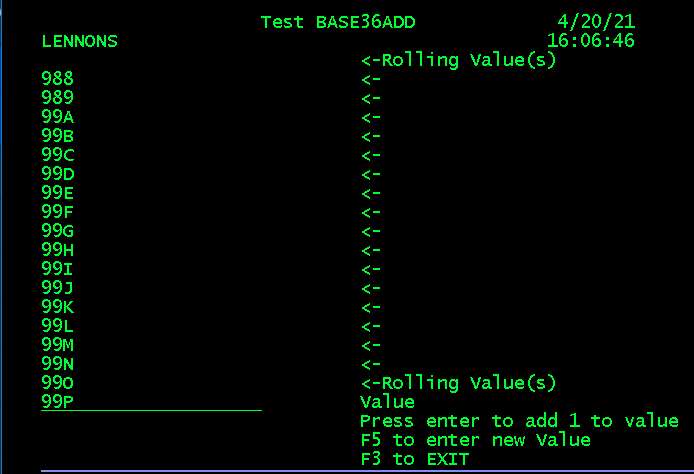 Test BASE36ADD 4/20/21
LENNONS 16:06:46
<-Rolling Value(s)
988 <-
989 <-
99A <-
99B <-
99C <-
99D <-
99E <-
99F <-
99G <-
99H <-
99I <-
99J <-
99K <-
99L <-
99M <-
99N <-
99O <-Rolling Value(s)
99P Value
Press enter to add 1 to value
F5 to enter new Value
F3 to EXIT